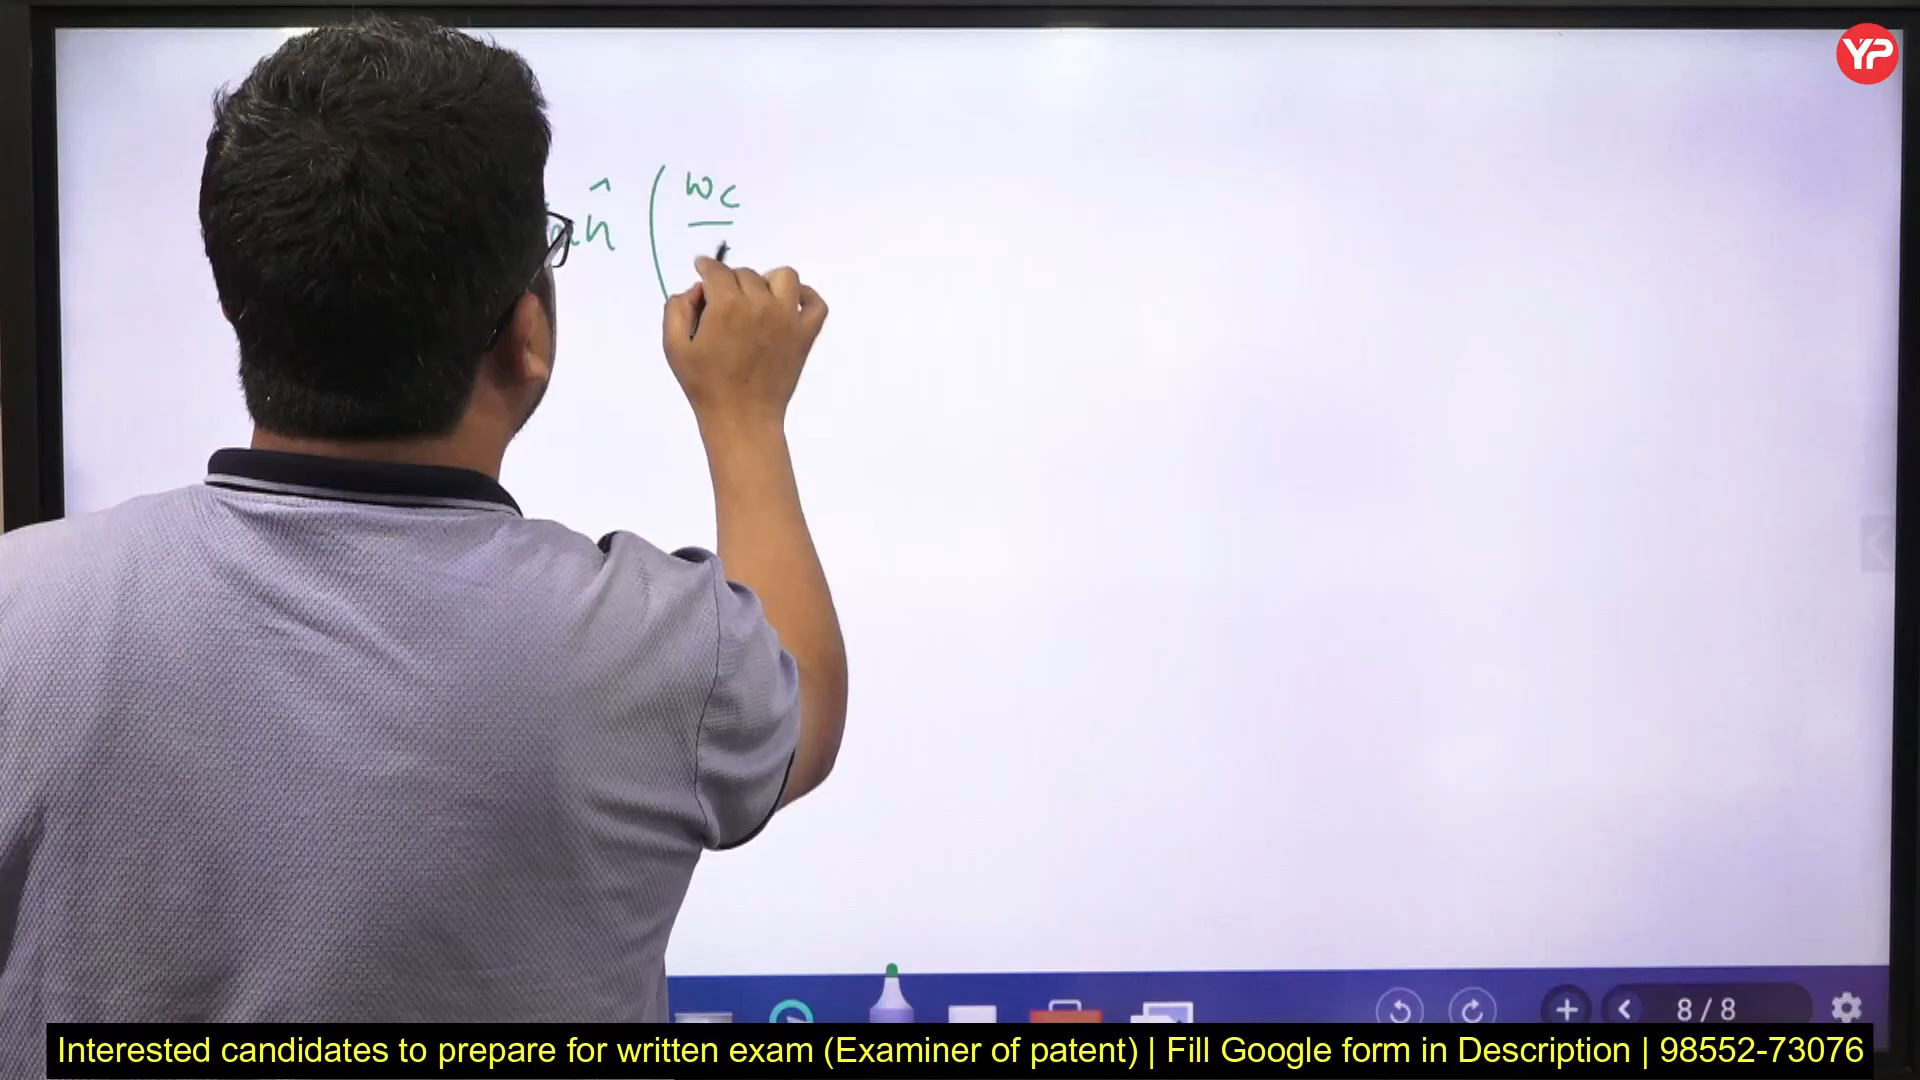 YP
n̂ ( ωc
8 / 8
Interested candidates to prepare for written exam (Examiner of patent) | Fill Google form in Description | 98552-73076